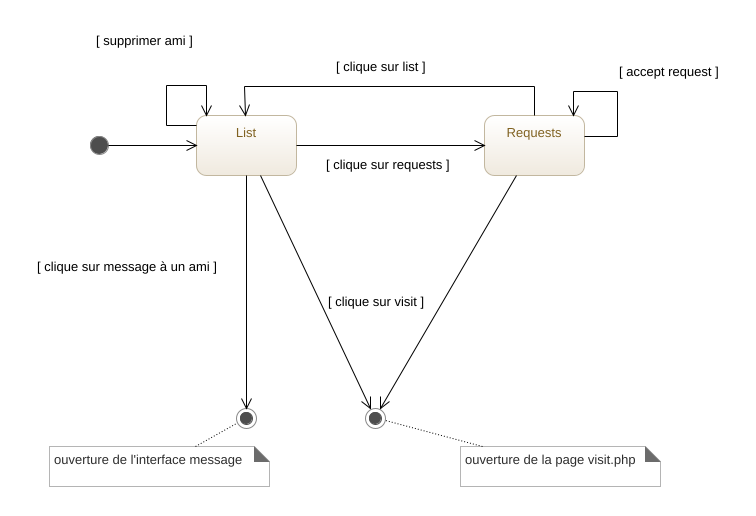 [ supprimer ami ]
[ clique sur list ]
[ accept request ]
List
Requests
[ clique sur requests ]
[ clique sur message à un ami ]
[ clique sur visit ]
ouverture de l'interface message
ouverture de la page visit.php